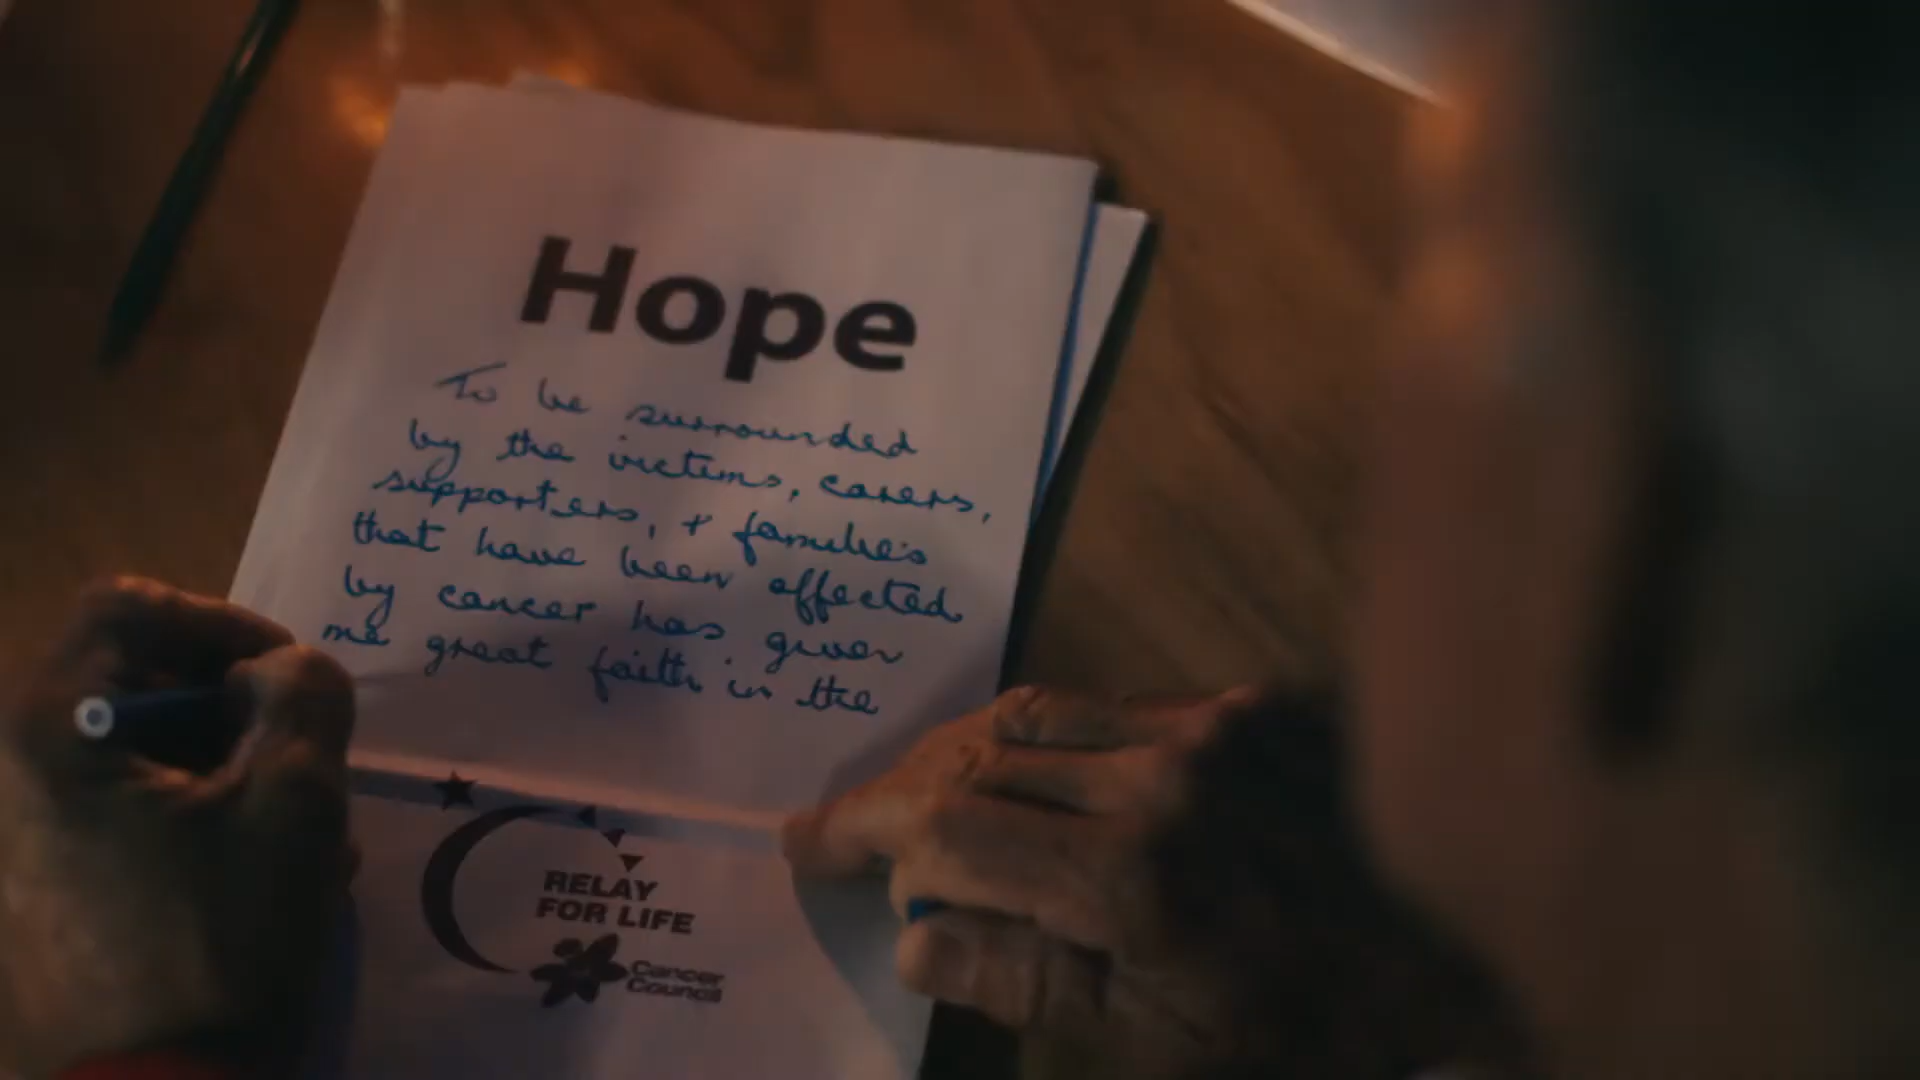 Hope
To be surrounded
by the victims, carers,
supporters, + families
that have been affected
by cancer has given
me great faith in the
RELAY
FOR LIFE
Cancer
Council